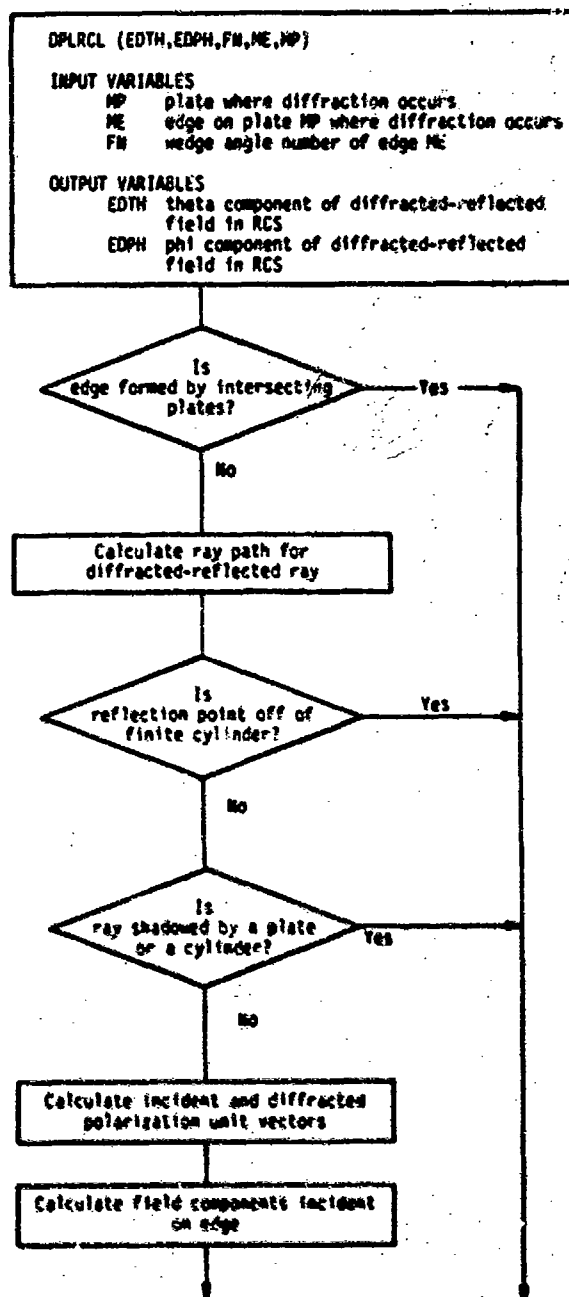 DPLRCL (EDTH,EDPH,FN,ME,MP)
INPUT VARIABLES
MP plate where diffraction occurs
ME edge on plate MP where diffraction occurs
FN wedge angle number of edge ME
OUTPUT VARIABLES
EDTH theta component of diffracted-reflected
field in RCS
EDPH phi component of diffracted-reflected
field in RCS
Is
edge formed by intersecting
plates?
Yes
No
Calculate ray path for
diffracted-reflected ray
Is
reflection point off of
finite cylinder?
Yes
No
Is
ray shadowed by a plate
or a cylinder?
Yes
No
Calculate incident and diffracted
polarization unit vectors
Calculate field components incident
on edge